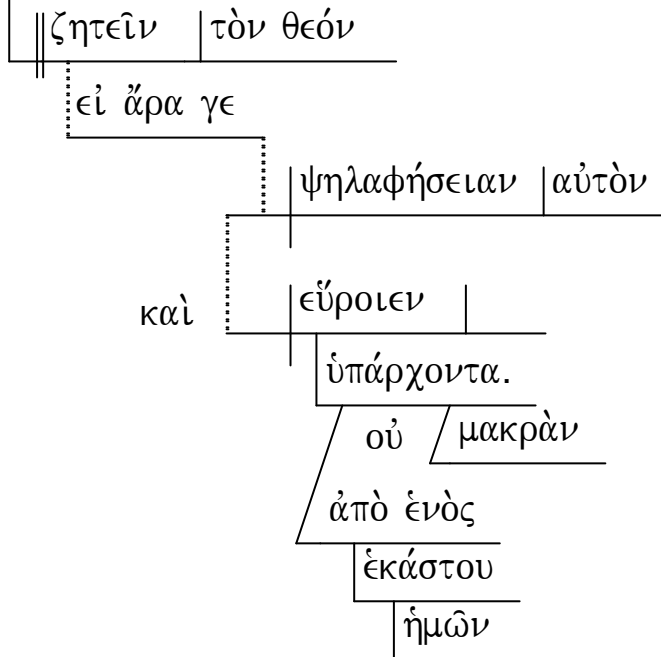 ζητεῖν τὸν θεόν
εἰ ἄρα γε
ψηλαφήσειαν αὐτὸν
καὶ εὕροιεν
ὑπάρχοντα.
οὐ μακρὰν
ἀπὸ ἑνὸς
ἑκάστου
ἡμῶν